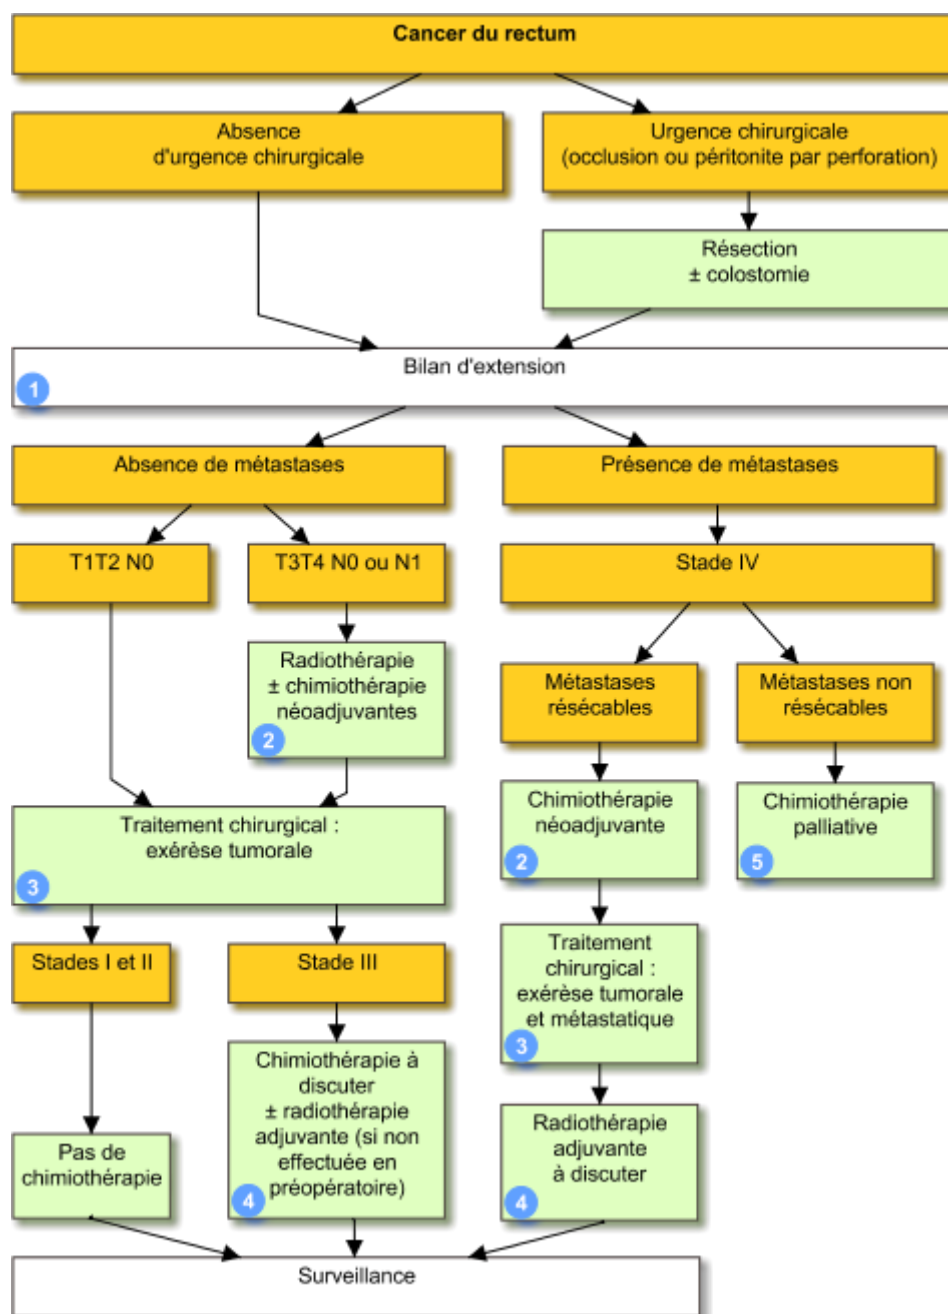 Cancer du rectum
Absence
d'urgence chirurgicale
Urgence chirurgicale
(occlusion ou péritonite par perforation)
Résection
± colostomie
Bilan d'extension
1
Absence de métastases
Présence de métastases
T1T2 N0
T3T4 N0 ou N1
Stade IV
Radiothérapie
± chimiothérapie
néoadjuvantes
2
Métastases
résécables
Métastases non
résécables
Chimiothérapie
néoadjuvante
2
Chimiothérapie
palliative
5
Traitement chirurgical :
exérèse tumorale
3
Stades I et II
Stade III
Traitement
chirurgical :
exérèse tumorale
et métastatique
3
Chimiothérapie à
discuter
± radiothérapie
adjuvante (si non
effectuée en
préopératoire)
4
Pas de
chimiothérapie
Radiothérapie
adjuvante
à discuter
4
Surveillance